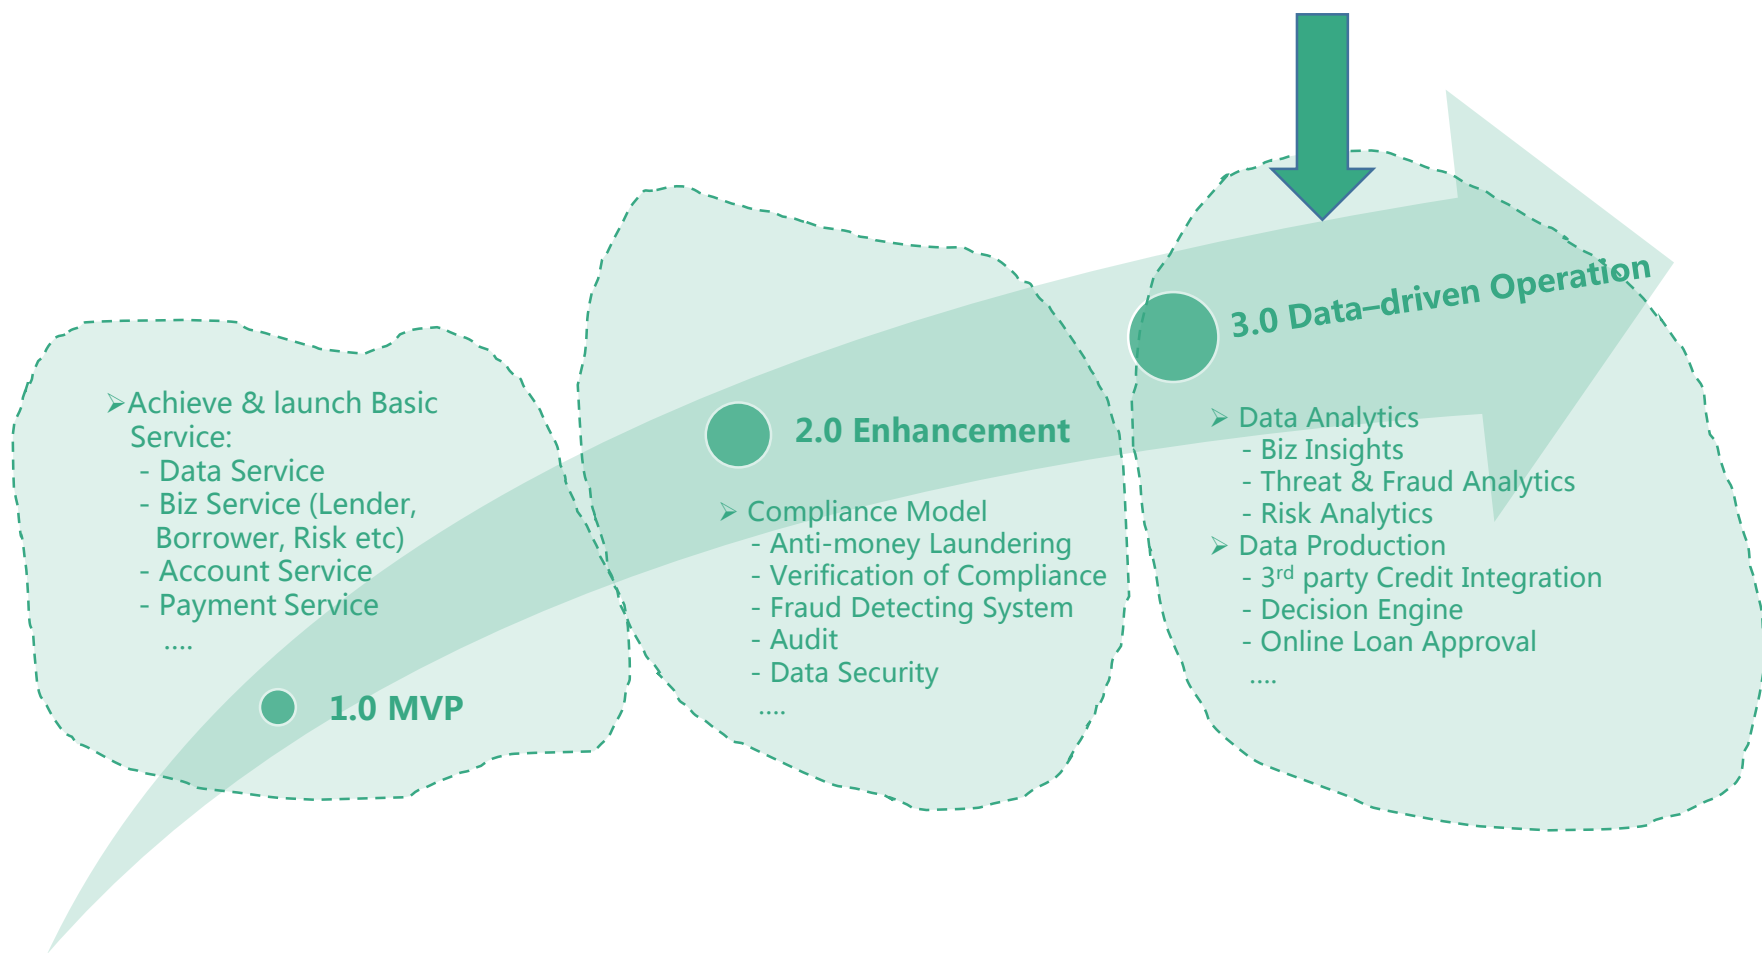 ➢Achieve & launch Basic
Service:
- Data Service
- Biz Service (Lender,
Borrower, Risk etc)
- Account Service
- Payment Service
....
1.0 MVP
2.0 Enhancement
➢ Compliance Model
- Anti-money Laundering
- Verification of Compliance
- Fraud Detecting System
- Audit
- Data Security
....
3.0 Data–driven Operation
➢ Data Analytics
- Biz Insights
- Threat & Fraud Analytics
- Risk Analytics
➢ Data Production
- 3rd party Credit Integration
- Decision Engine
- Online Loan Approval
....